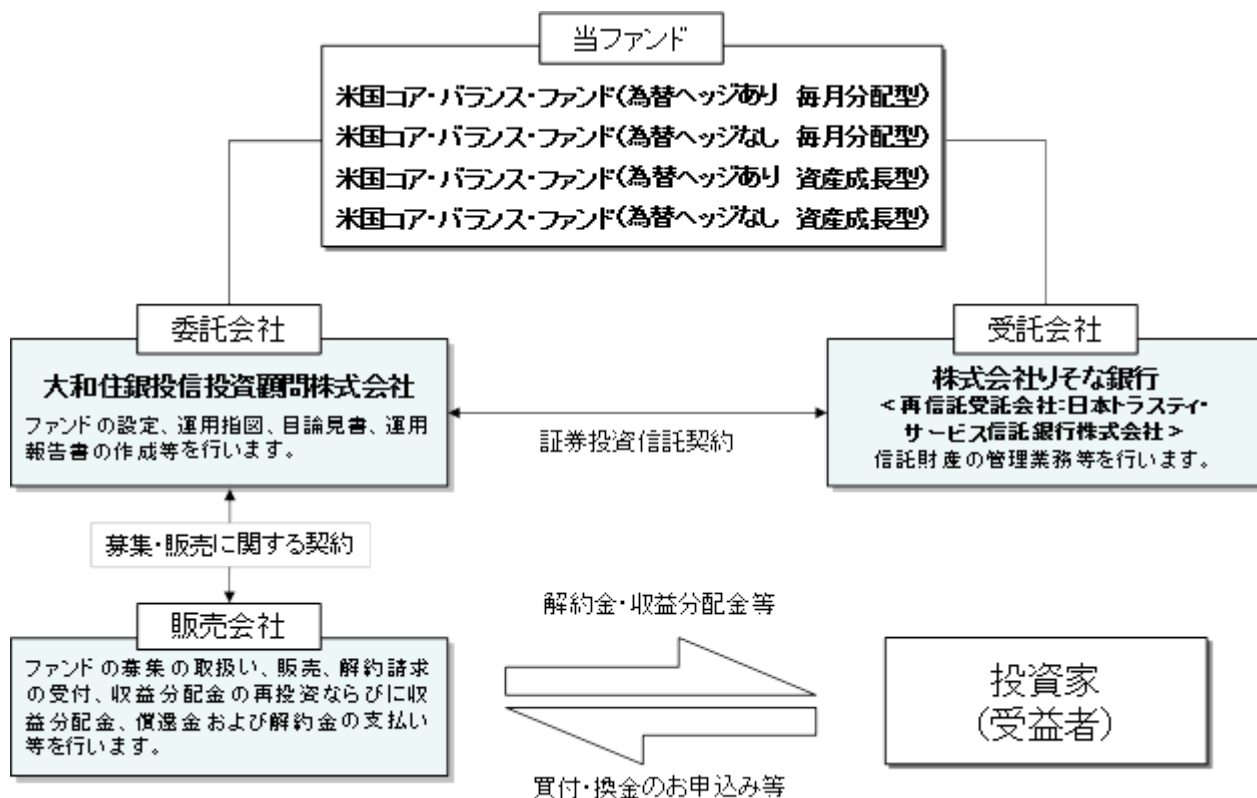 当ファンド
米国コア・バランス・ファンド(為替ヘッジあり 毎月分配型)
米国コア・バランス・ファンド(為替ヘッジなし 毎月分配型)
米国コア・バランス・ファンド(為替ヘッジあり 資産成長型)
米国コア・バランス・ファンド(為替ヘッジなし 資産成長型)
委託会社
大和住銀投信投資顧問株式会社
ファンドの設定、運用指図、目論見書、運用
報告書の作成等を行います。
証券投資信託契約
受託会社
株式会社りそな銀行
<再信託受託会社:日本トラスティ・
サービス信託銀行株式会社>
信託財産の管理業務等を行います。
募集・販売に関する契約
販売会社
ファンドの募集の取扱い、販売、解約請求
の受付、収益分配金の再投資ならびに収
益分配金、償還金および解約金の支払い
等を行います。
解約金・収益分配金等
買付・換金のお申込み等
投資家
(受益者)